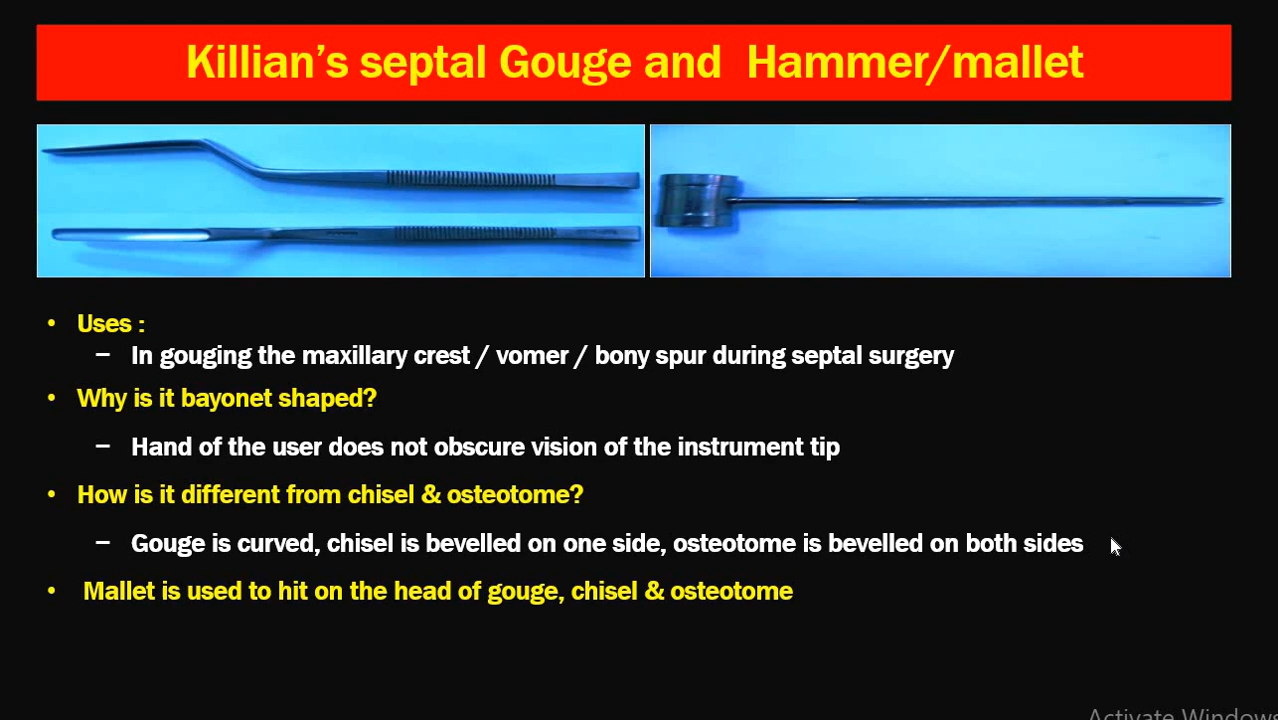 Killian’s septal Gouge and Hammer/mallet
• Uses :
– In gouging the maxillary crest / vomer / bony spur during septal surgery
• Why is it bayonet shaped?
– Hand of the user does not obscure vision of the instrument tip
• How is it different from chisel & osteotome?
– Gouge is curved, chisel is bevelled on one side, osteotome is bevelled on both sides
• Mallet is used to hit on the head of gouge, chisel & osteotome
Activate Windows